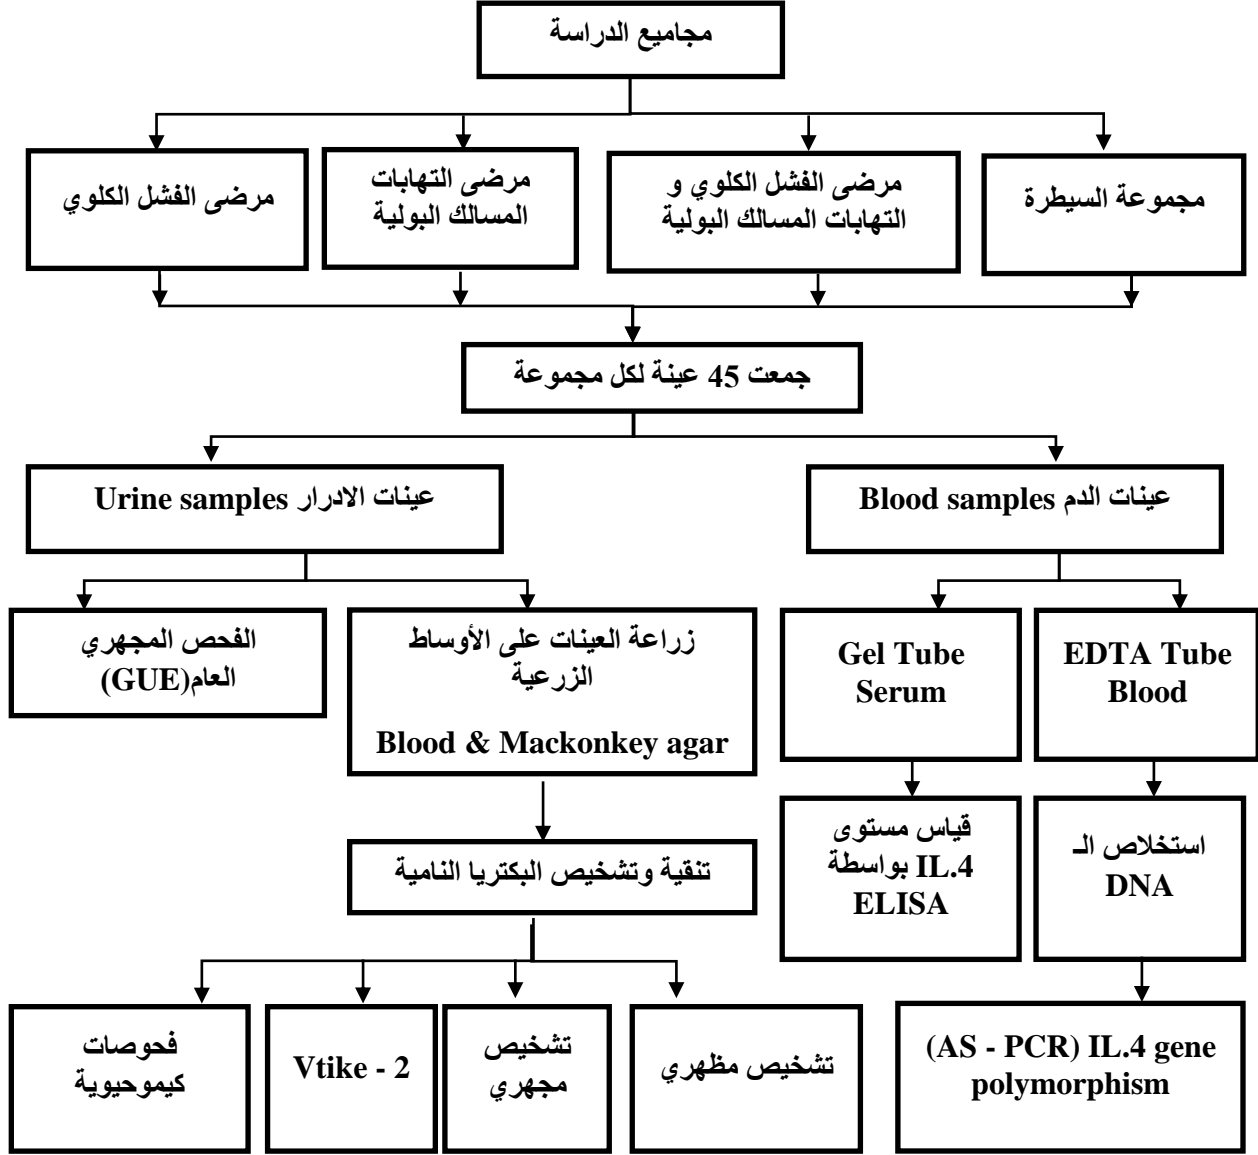 مجاميع الدراسة
مجموعة السيطرة
مرضى الفشل الكلوي و
التهابات المسالك البولية
مرضى التهابات
المسالك البولية
مرضى الفشل الكلوي
جمعت 45 عينة لكل مجموعة
عينات الدم Blood samples
عينات الادرار Urine samples
EDTA Tube
Blood
Gel Tube
Serum
زراعة العينات على الأوساط
الزرعية
Blood & Mackonkey agar
الفحص المجهري
العام(GUE)
استخلاص الـ
DNA
قياس مستوى
IL.4 بواسطة
ELISA
تنقية وتشخيص البكتريا النامية
(AS - PCR) IL.4 gene
polymorphism
تشخيص مظهري
تشخيص
مجهري
Vtike - 2
فحوصات
كيموحيوية